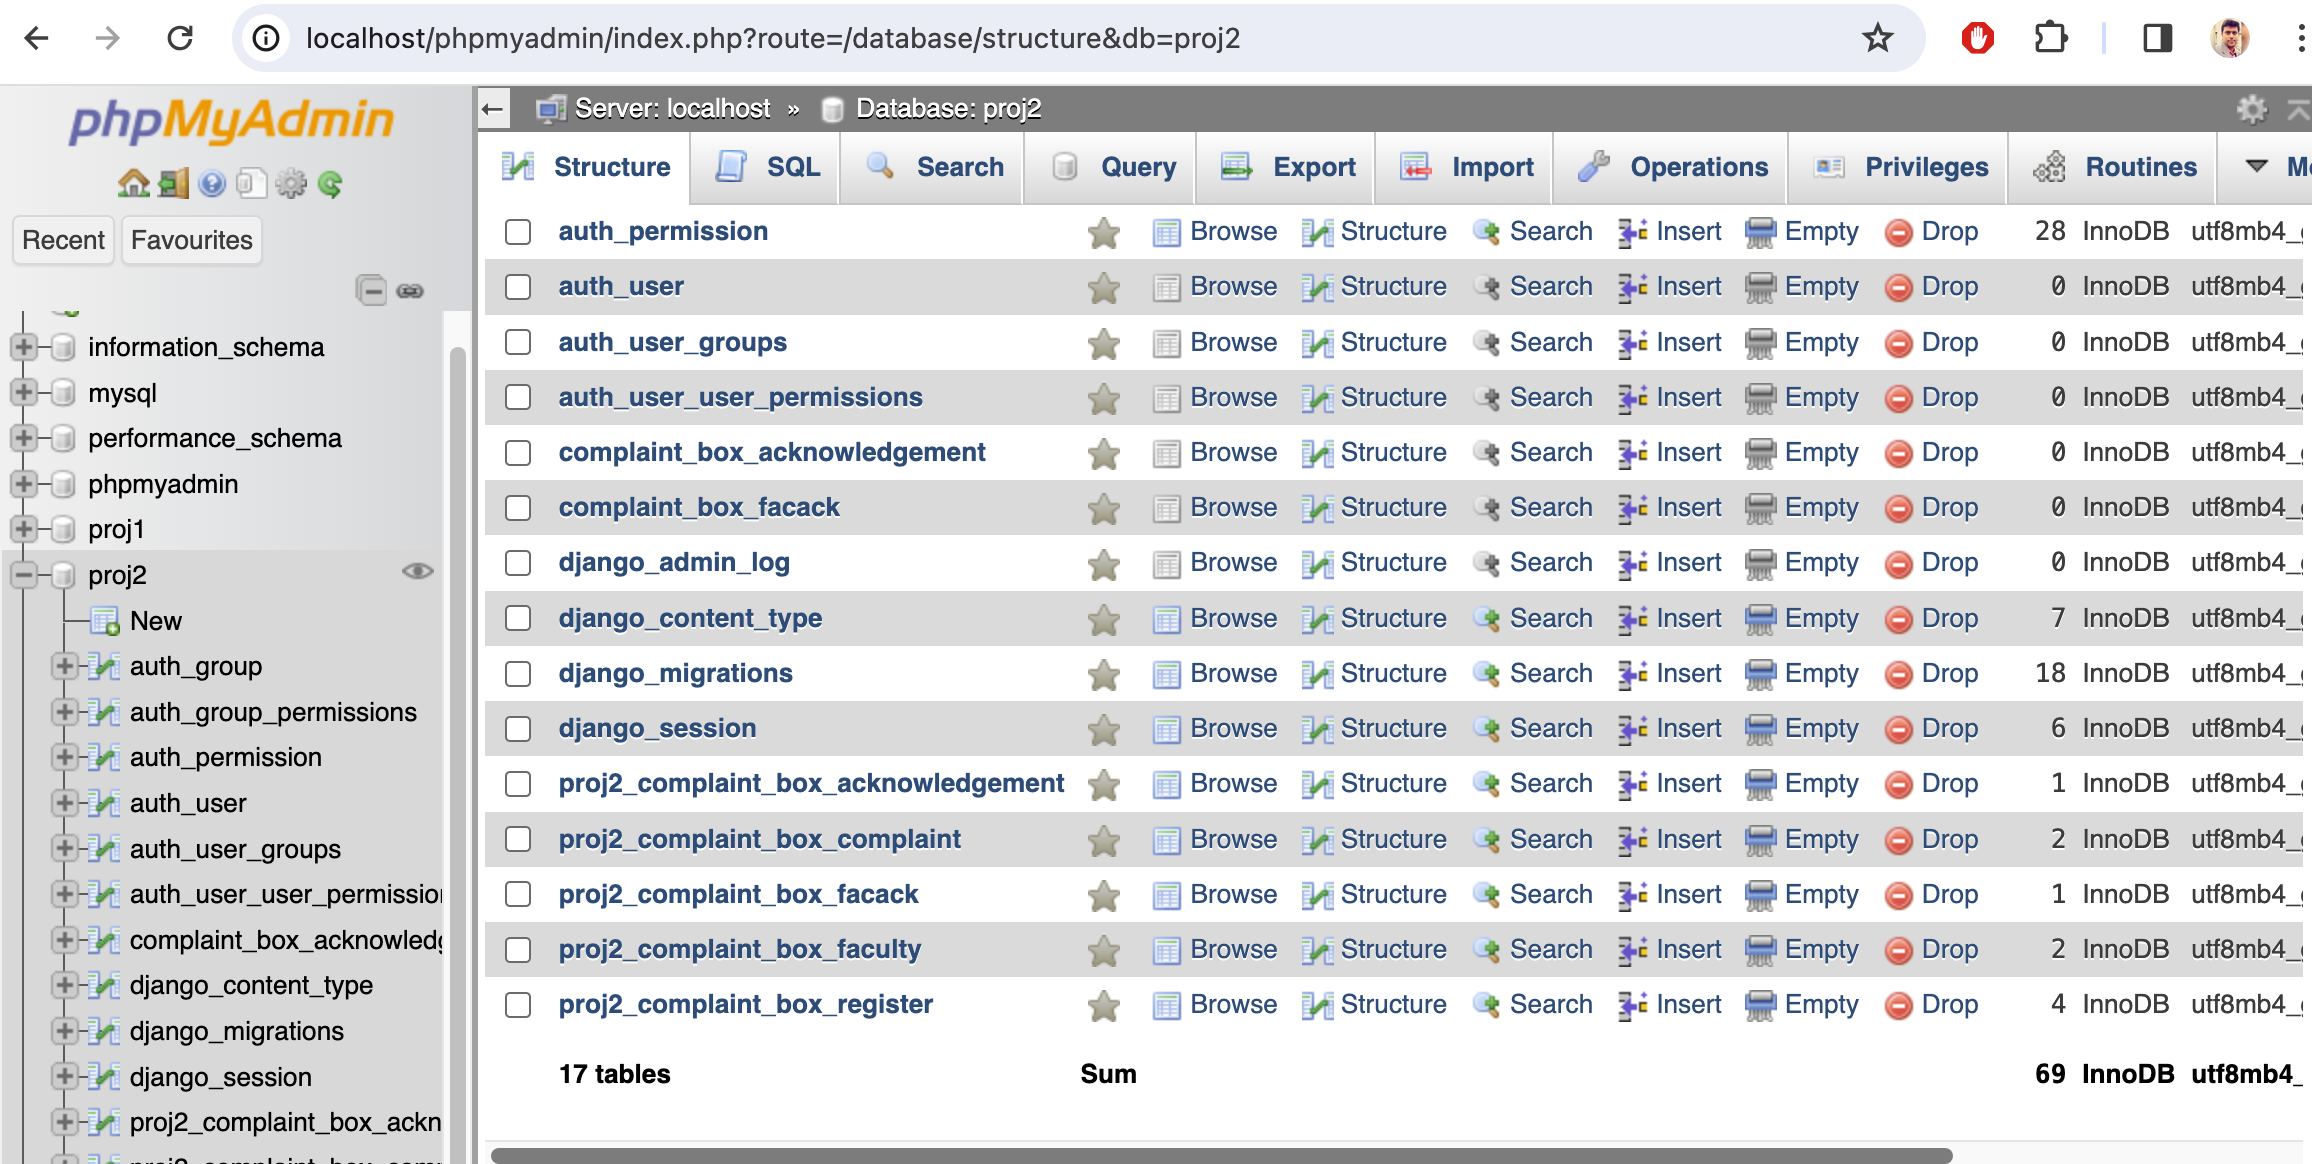 localhost/phpmyadmin/index.php?route=/database/structure&db=proj2
phpMyAdmin
Recent Favourites
information_schema
mysql
performance_schema
phpmyadmin
proj1
proj2
New
auth_group
auth_group_permissions
auth_permission
auth_user
auth_user_groups
auth_user_user_permission
complaint_box_acknowledg
django_content_type
django_migrations
django_session
proj2_complaint_box_ackn
Server: localhost » Database: proj2
Structure SQL Search Query Export Import Operations Privileges Routines
auth_permission Browse Structure Search Insert Empty Drop 28 InnoDB utf8mb4_
auth_user Browse Structure Search Insert Empty Drop 0 InnoDB utf8mb4_
auth_user_groups Browse Structure Search Insert Empty Drop 0 InnoDB utf8mb4_
auth_user_user_permissions Browse Structure Search Insert Empty Drop 0 InnoDB utf8mb4_
complaint_box_acknowledgement Browse Structure Search Insert Empty Drop 0 InnoDB utf8mb4_
complaint_box_facack Browse Structure Search Insert Empty Drop 0 InnoDB utf8mb4_
django_admin_log Browse Structure Search Insert Empty Drop 0 InnoDB utf8mb4_
django_content_type Browse Structure Search Insert Empty Drop 7 InnoDB utf8mb4_
django_migrations Browse Structure Search Insert Empty Drop 18 InnoDB utf8mb4_
django_session Browse Structure Search Insert Empty Drop 6 InnoDB utf8mb4_
proj2_complaint_box_acknowledgement Browse Structure Search Insert Empty Drop 1 InnoDB utf8mb4_
proj2_complaint_box_complaint Browse Structure Search Insert Empty Drop 2 InnoDB utf8mb4_
proj2_complaint_box_facack Browse Structure Search Insert Empty Drop 1 InnoDB utf8mb4_
proj2_complaint_box_faculty Browse Structure Search Insert Empty Drop 2 InnoDB utf8mb4_
proj2_complaint_box_register Browse Structure Search Insert Empty Drop 4 InnoDB utf8mb4_
17 tables Sum 69 InnoDB utf8mb4_